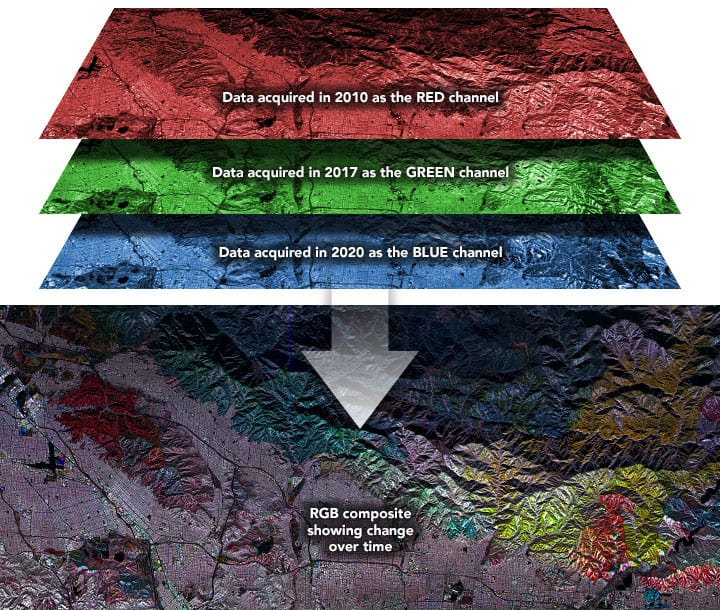 Data acquired in 2010 as the RED channel
Data acquired in 2017 as the GREEN channel
Data acquired in 2020 as the BLUE channel
RGB composite
showing change
over time